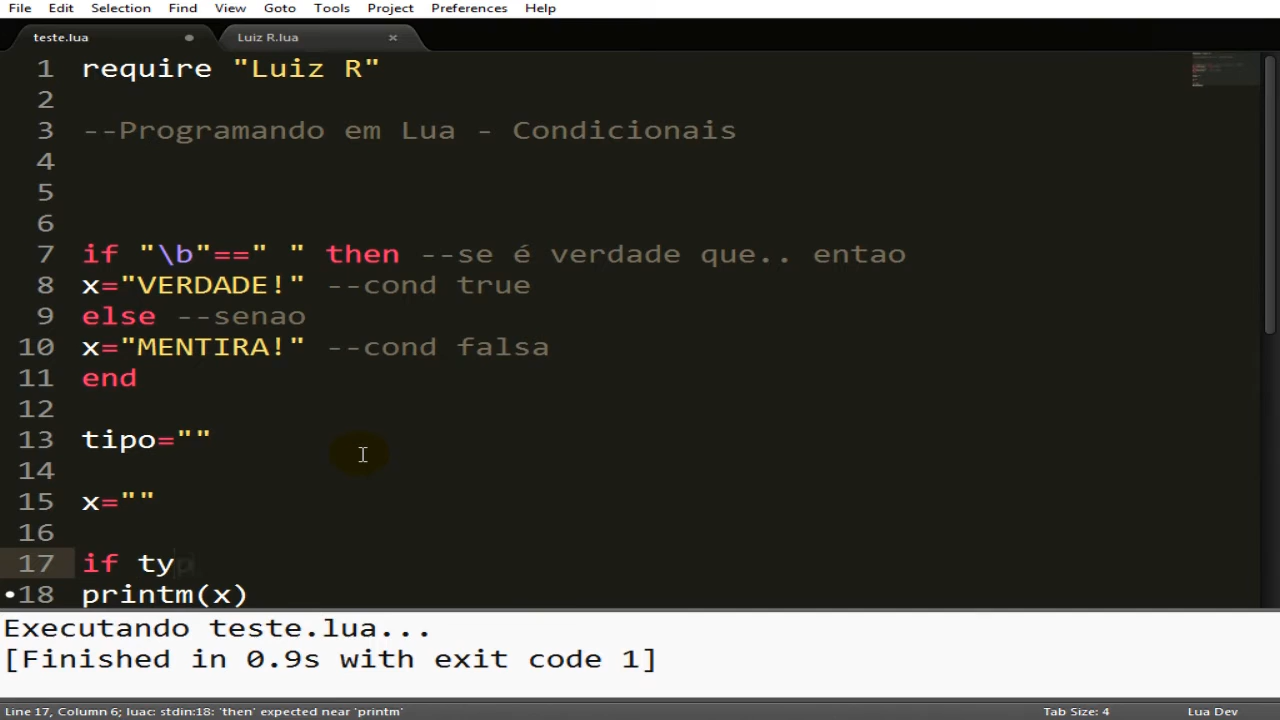 File Edit Selection Find View Goto Tools Project Preferences Help
teste.lua Luiz R.lua ×
1 require "Luiz R"
2
3 --Programando em Lua - Condicionais
4
5
6
7 if "\b"==" " then --se é verdade que.. entao
8 x="VERDADE!" --cond true
9 else --senao
10 x="MENTIRA!" --cond falsa
11 end
12
13 tipo=""
14
15 x=""
16
17 if typ
18 printm(x)
Executando teste.lua...
[Finished in 0.9s with exit code 1]
Line 17, Column 6; luac: stdin:18: 'then' expected near 'printm' Tab Size: 4 Lua Dev